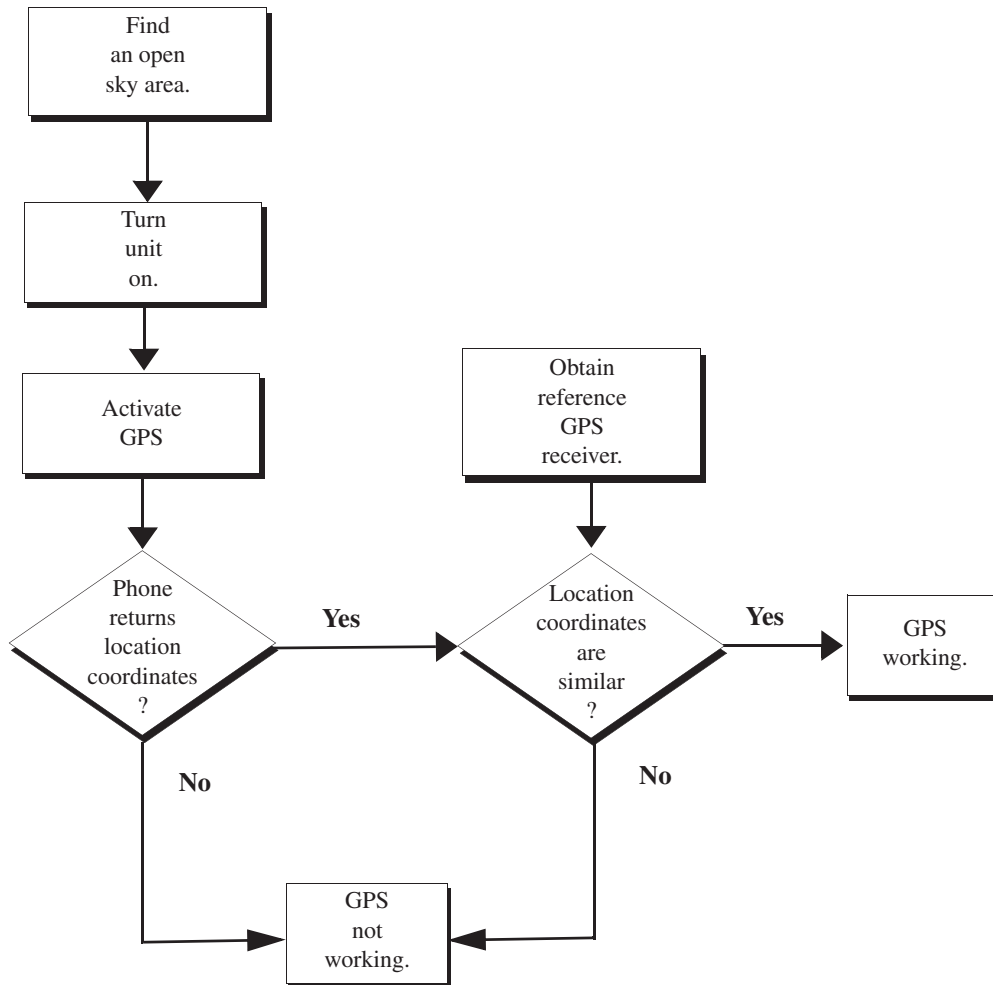 Find
an open
sky area.
Turn
unit
on.
Activate
GPS
Obtain
reference
GPS
receiver.
Phone
returns
location
coordinates
?
Yes
Location
coordinates
are
similar
?
Yes
GPS
working.
No
No
GPS
not
working.